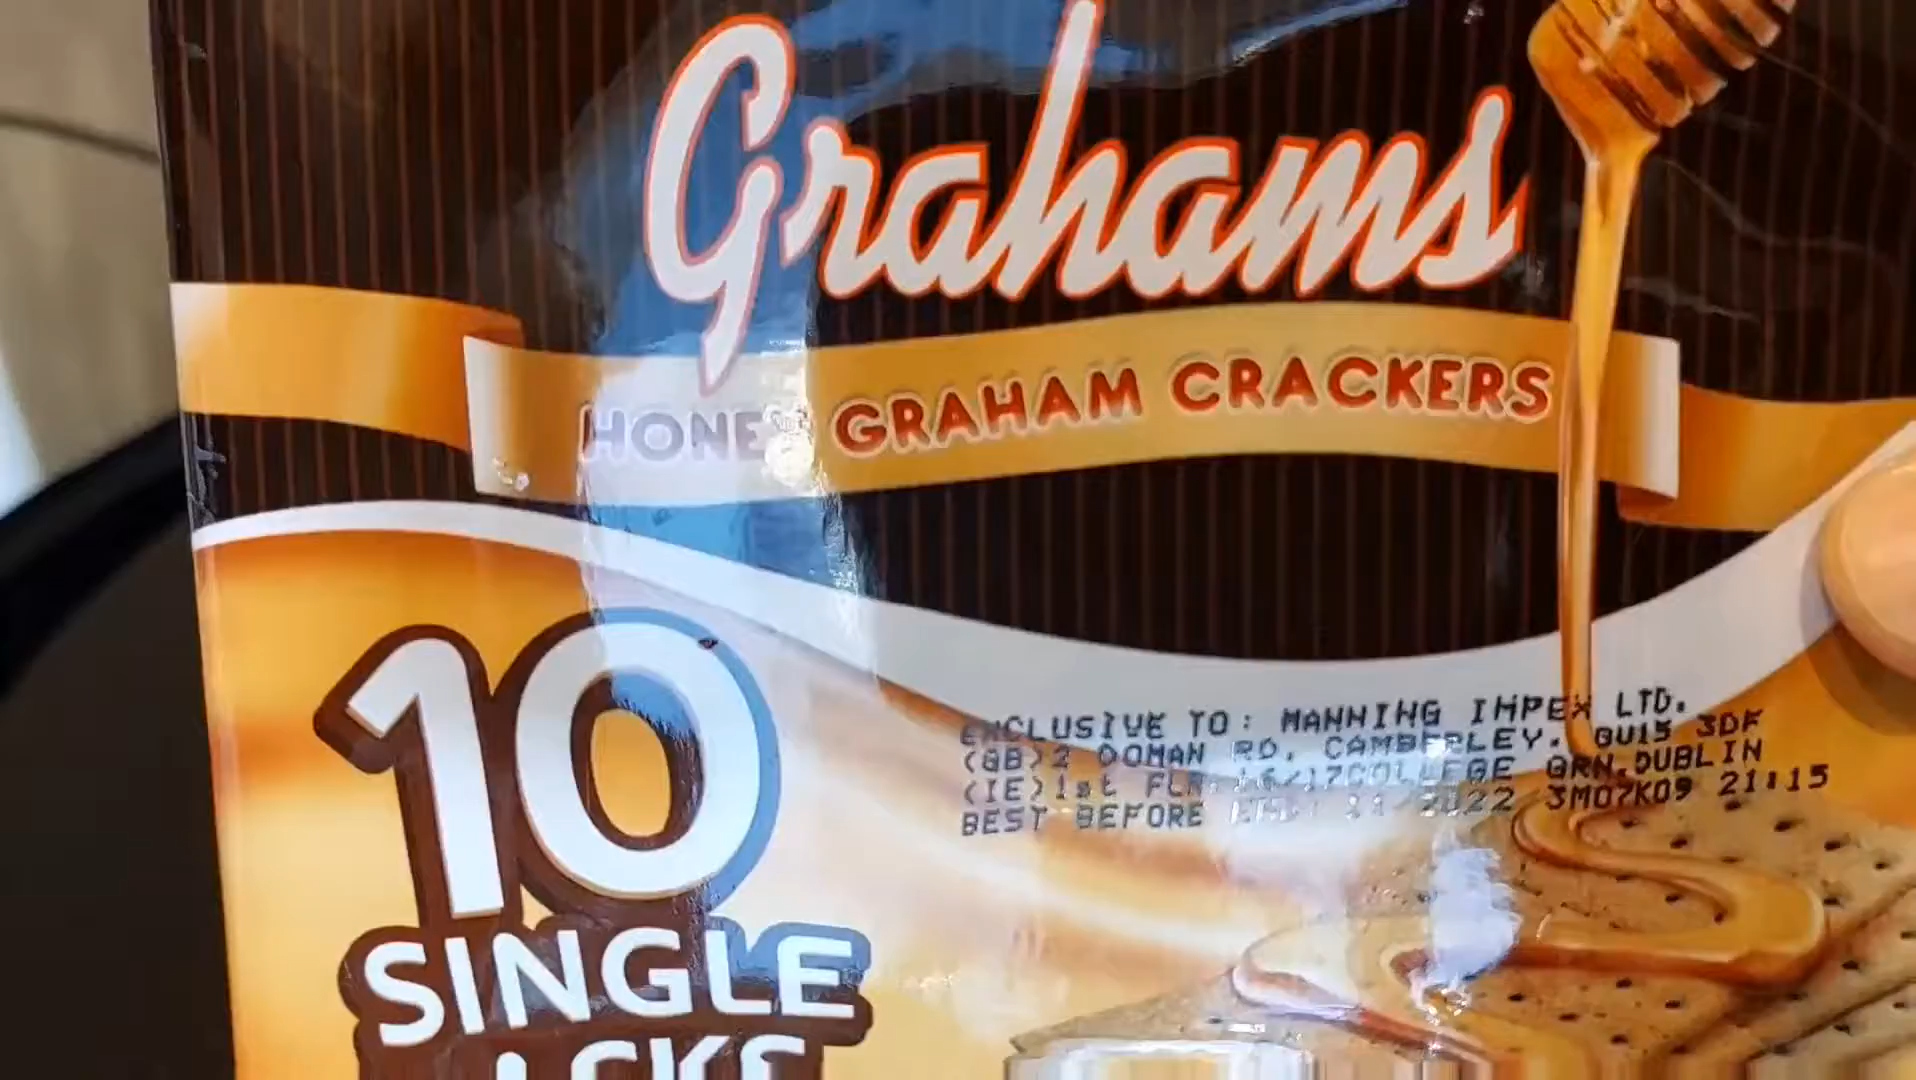 Grahams
HONEY GRAHAM CRACKERS
10
SINGLE
EXCLUSIVE TO: MANNING IMPEX LTD.
(GB)2 DOMAN RD, CAMBERLEY. GU15 3DF
(IE)1st FLR 16/17COLLEGE GRN,DUBLIN
BEST BEFORE 2022 3M07K09 21:15